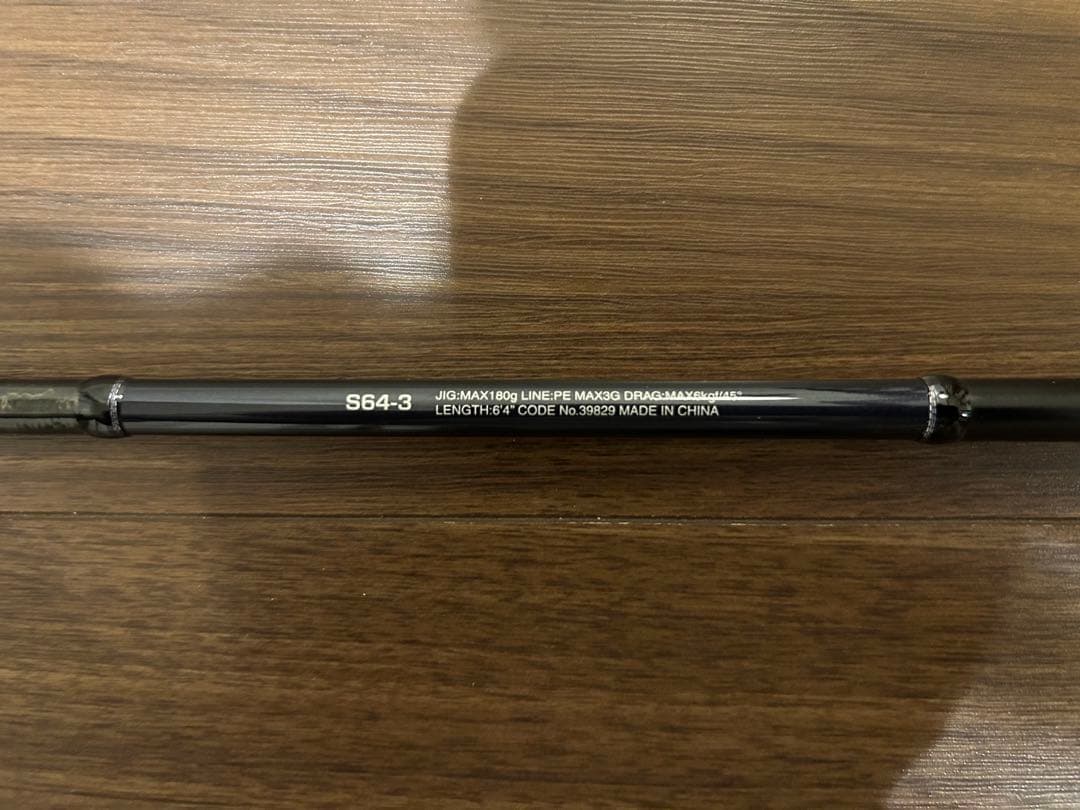 S64-3
JIG:MAX180g LINE:PE MAX3G DRAG:MAX6kgf/45°
LENGTH:6'4" CODE No.39829 MADE IN CHINA